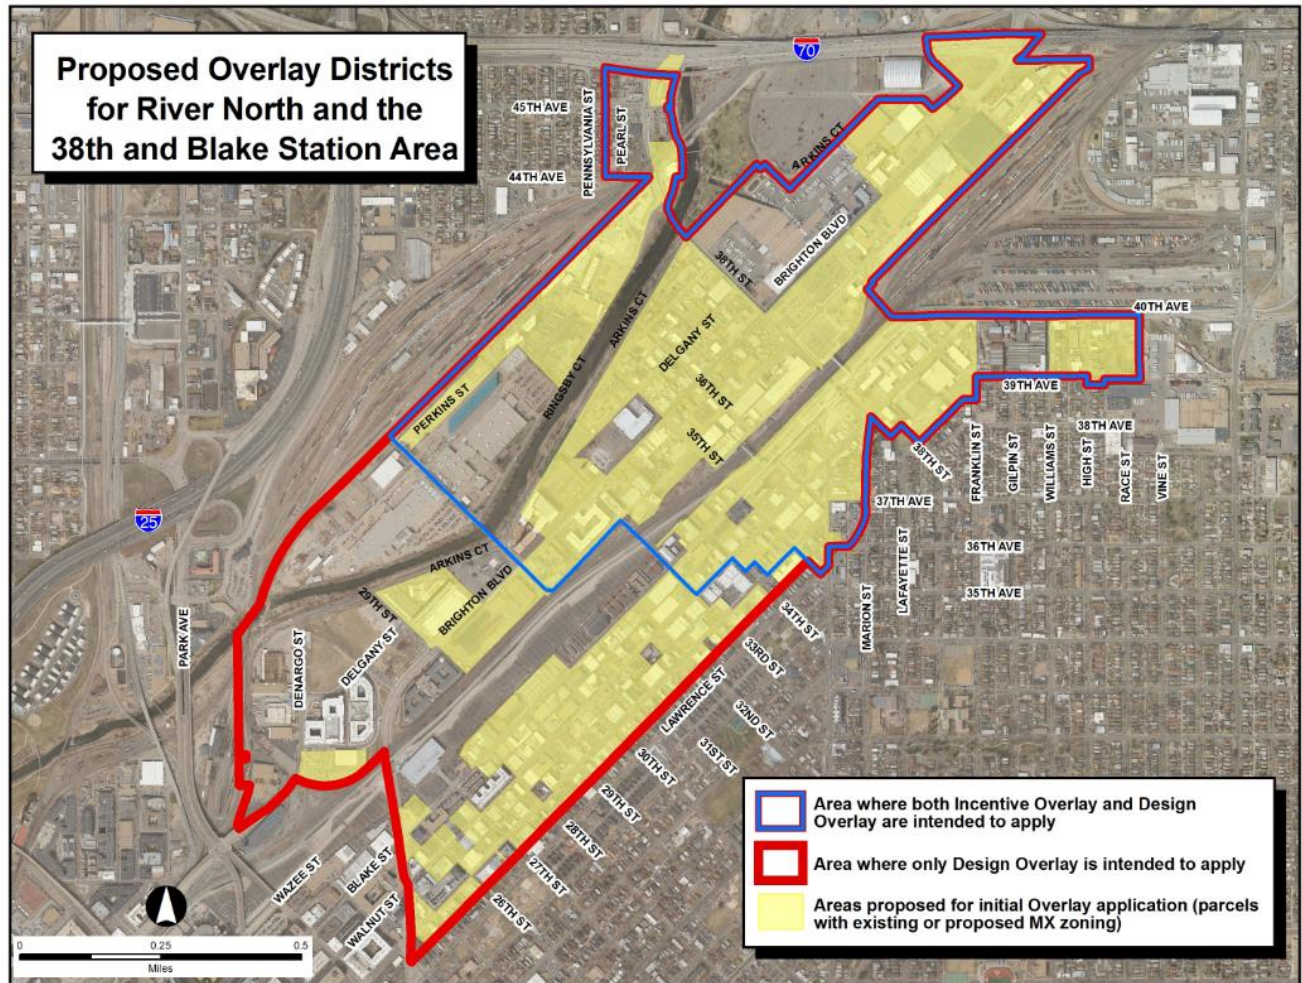 Proposed Overlay Districts
for River North and the
38th and Blake Station Area
70
45TH AVE
PENNSYLVANIA ST
PEARL ST
44TH AVE
ARKINS CT
BRIGHTON BLVD
38TH ST
40TH AVE
ARKINS CT
DELGANY ST
36TH ST
35TH ST
RINGSBY CT
PERKINS ST
39TH AVE
38TH AVE
38TH ST
FRANKLIN ST
GILPIN ST
WILLIAMS ST
HIGH ST
RACE ST
VINE ST
37TH AVE
36TH AVE
35TH AVE
MARION ST
LAFAYETTE ST
25
ARKINS CT
29TH ST
BRIGHTON BLVD
DELGANY ST
DENARGO ST
PARK AVE
34TH ST
33RD ST
LAWRENCE ST
32ND ST
31ST ST
30TH ST
29TH ST
28TH ST
27TH ST
26TH ST
WAZEE ST
BLAKE ST
WALNUT ST
Area where both Incentive Overlay and Design
Overlay are intended to apply
Area where only Design Overlay is intended to apply
Areas proposed for initial Overlay application (parcels
with existing or proposed MX zoning)
0 0.25 0.5
Miles